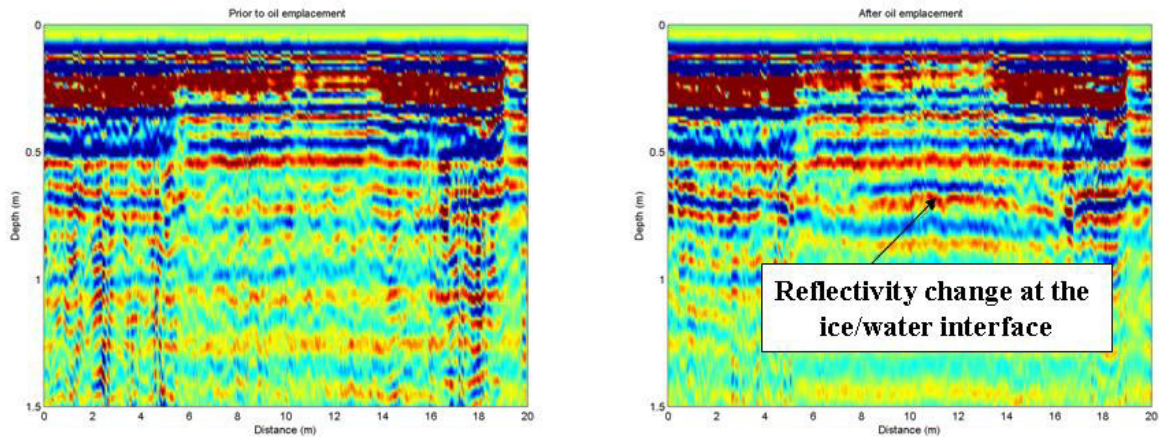 Prior to oil emplacement
0
0.5
1
1.5
Depth (m)
0 2 4 6 8 10 12 14 16 18 20
Distance (m)
After oil emplacement
0
0.5
1
1.5
Depth (m)
Reflectivity change at the
ice/water interface
0 2 4 6 8 10 12 14 16 18 20
Distance (m)